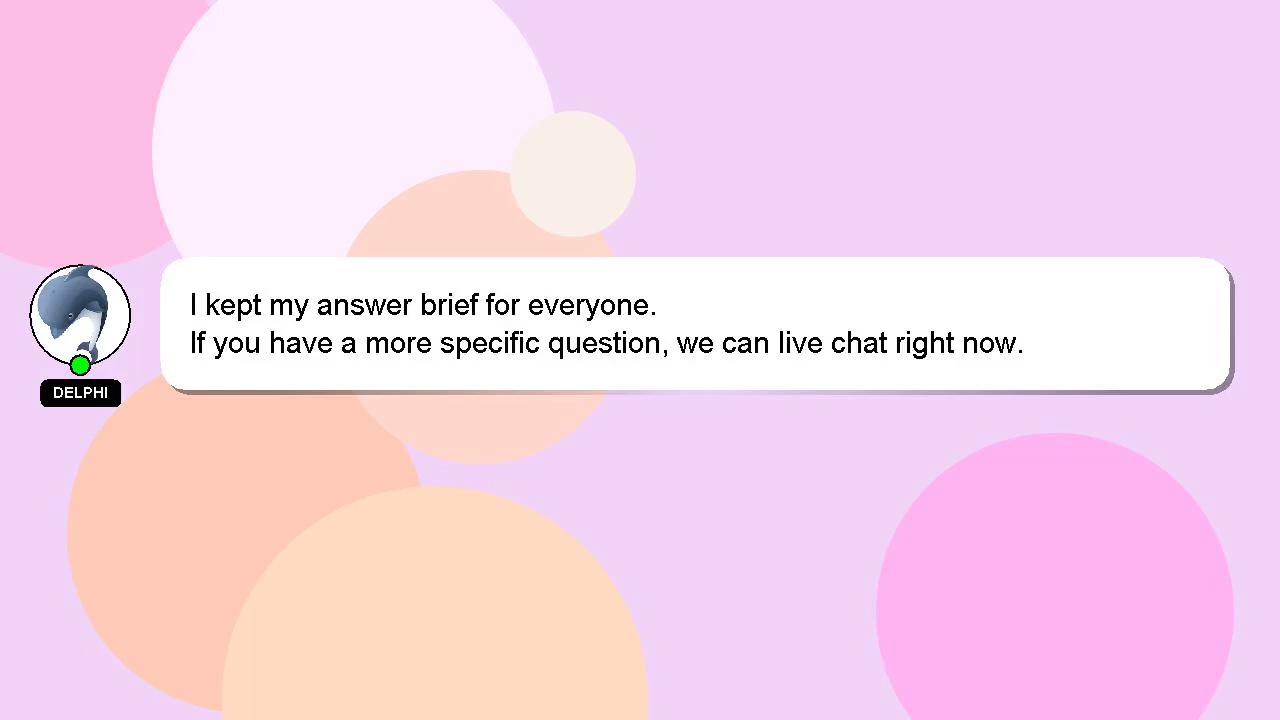 I kept my answer brief for everyone.
If you have a more specific question, we can live chat right now.
DELPHI